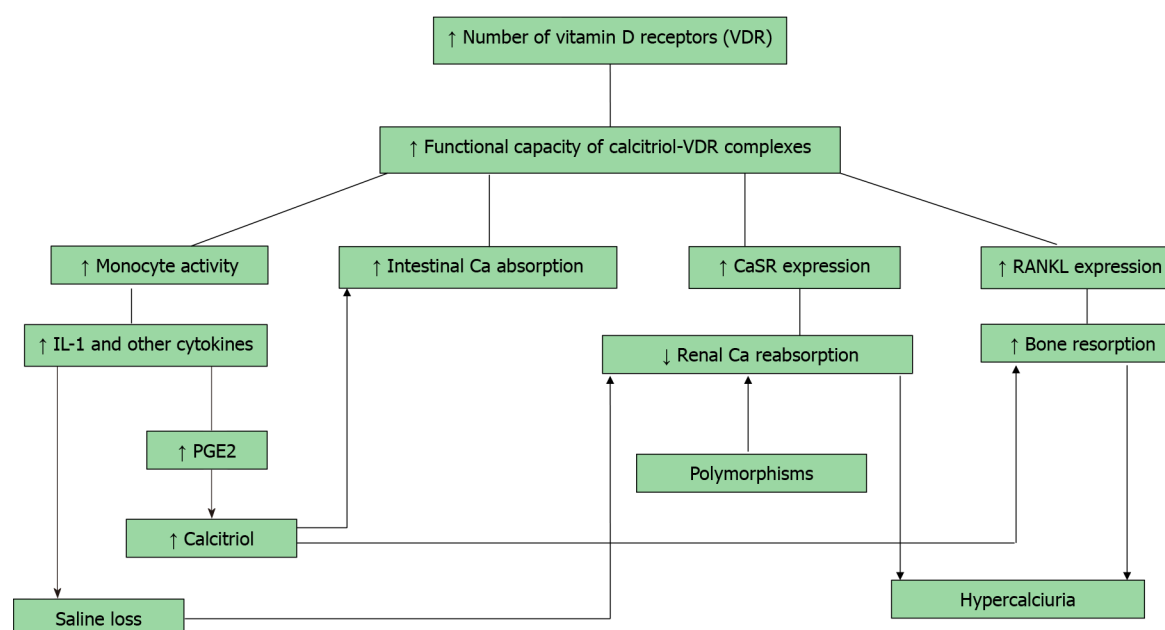 ↑ Number of vitamin D receptors (VDR)
↑ Functional capacity of calcitriol-VDR complexes
↑ Monocyte activity
↑ Intestinal Ca absorption
↑ CaSR expression
↑ RANKL expression
↑ IL-1 and other cytokines
↓ Renal Ca reabsorption
↑ Bone resorption
↑ PGE2
Polymorphisms
↑ Calcitriol
Hypercalciuria
Saline loss